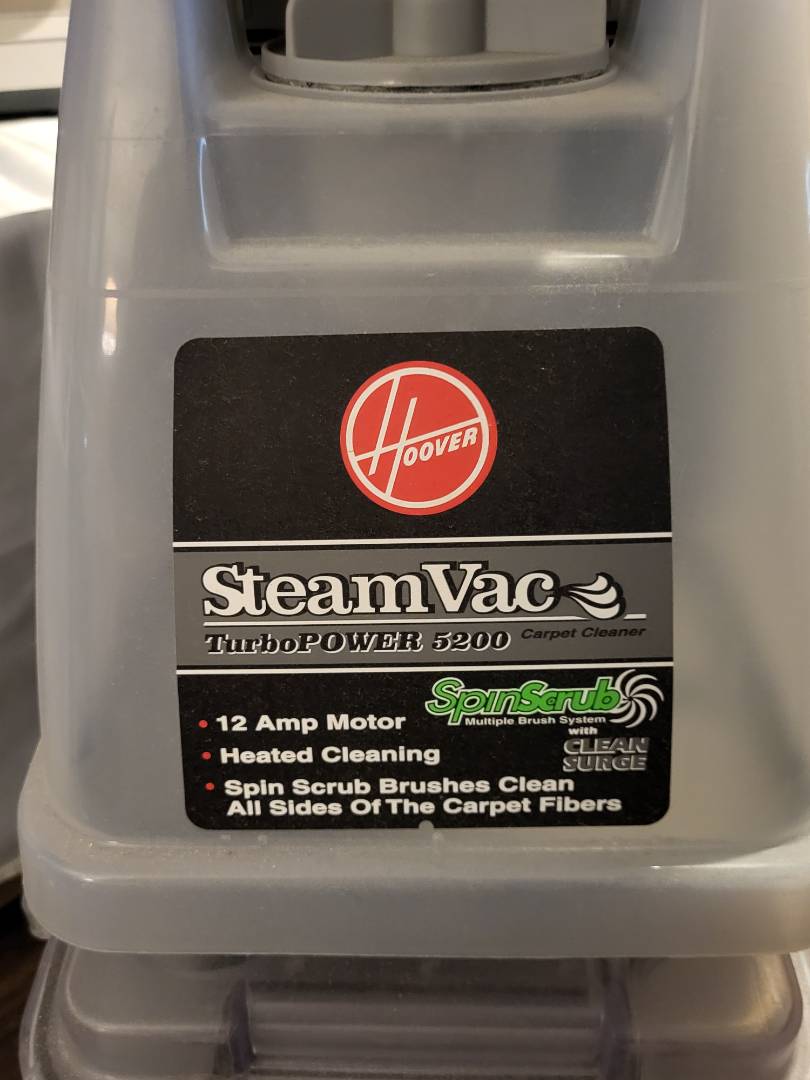 HOOVER
SteamVac
TurboPOWER 5200 Carpet Cleaner
SpinScrub
Multiple Brush System
with
CLEAN
SURGE
• 12 Amp Motor
• Heated Cleaning
• Spin Scrub Brushes Clean
All Sides Of The Carpet Fibers